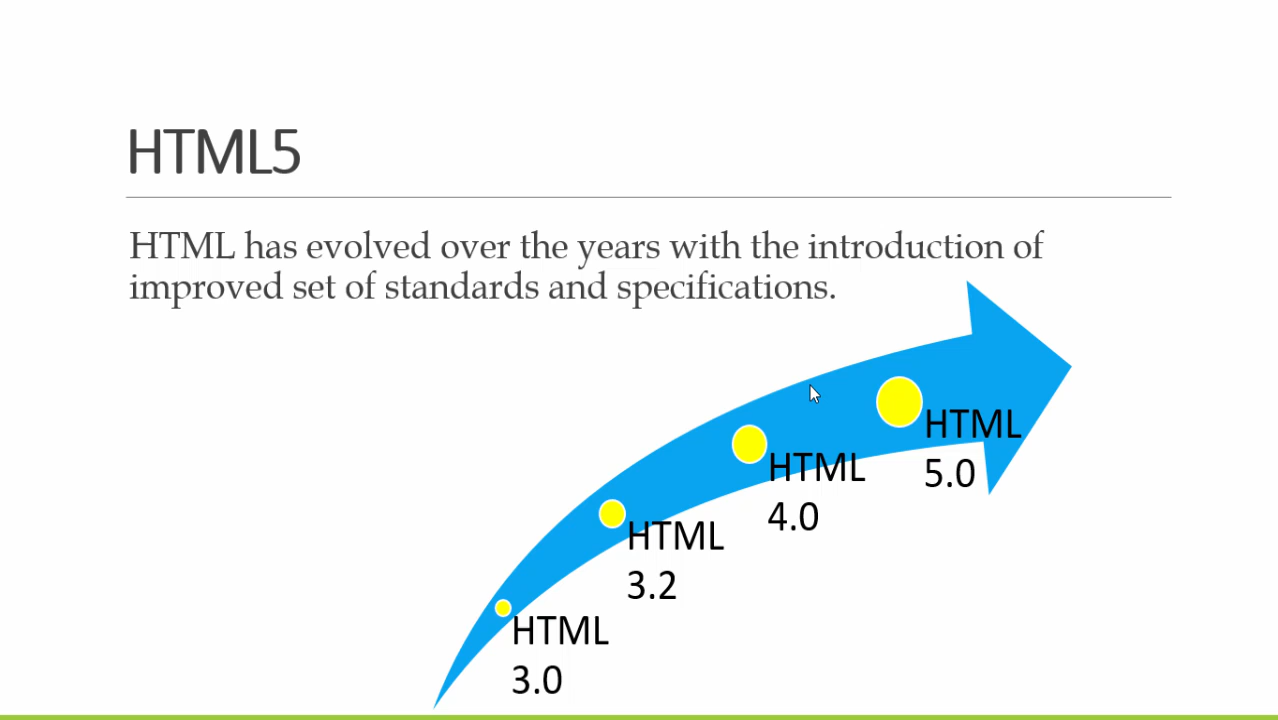 HTML5
HTML has evolved over the years with the introduction of
improved set of standards and specifications.
HTML
5.0
HTML
4.0
HTML
3.2
HTML
3.0